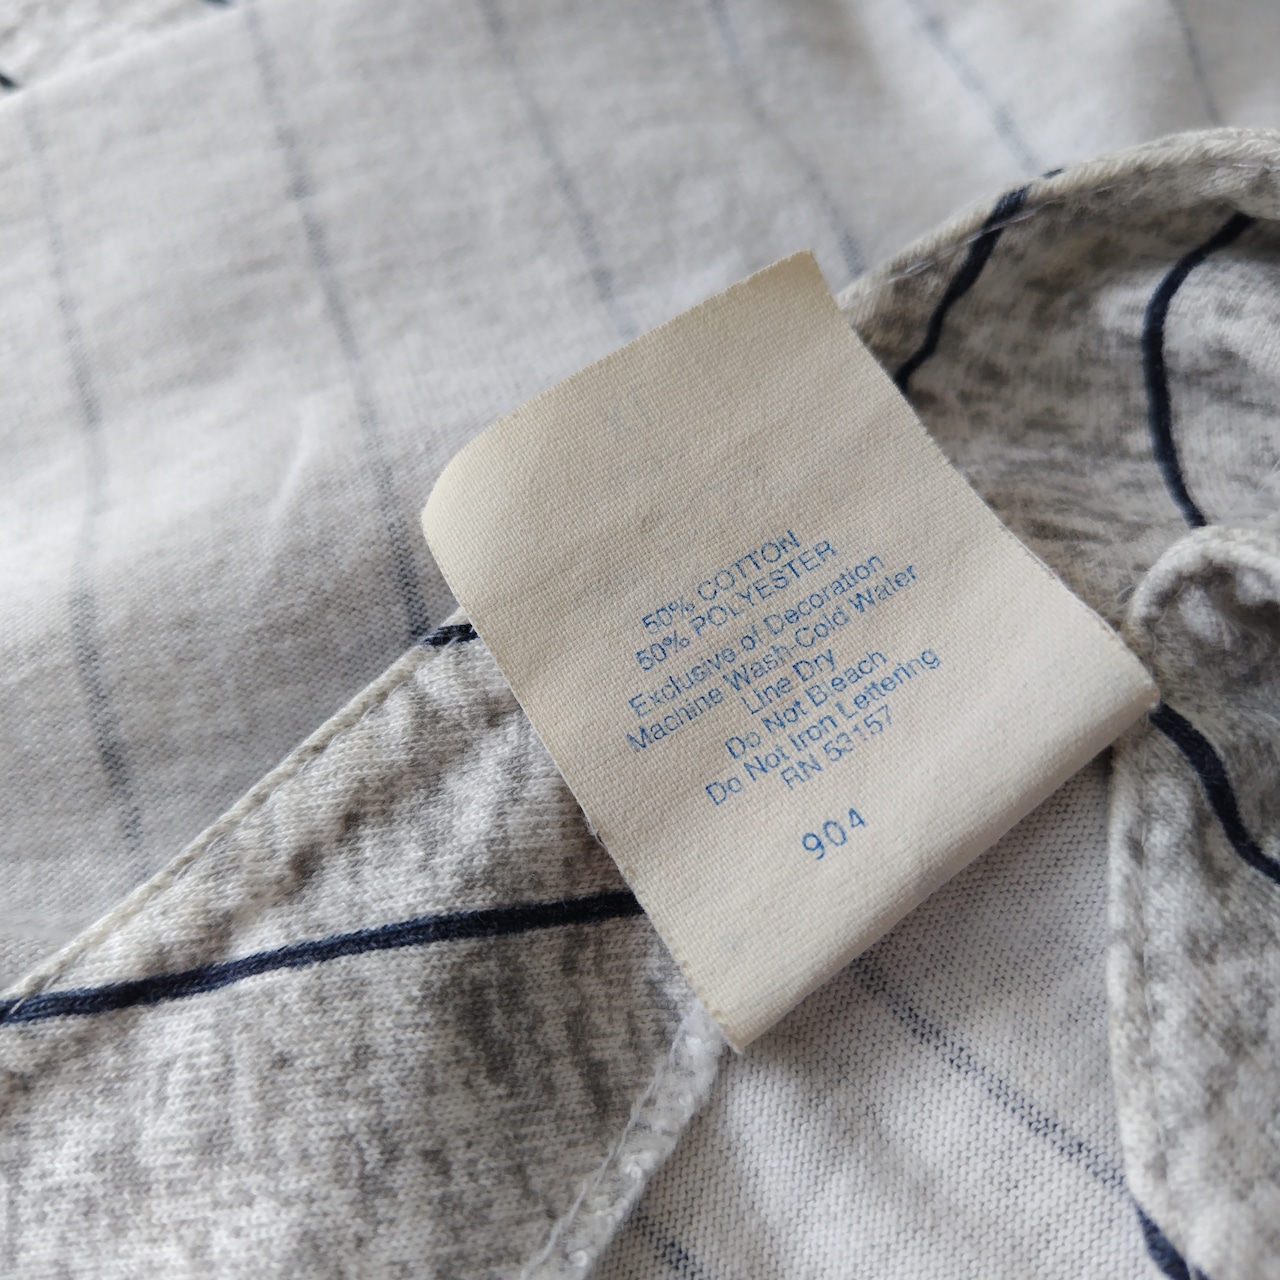 50% COTTON
50% POLYESTER
Exclusive of Decoration
Machine Wash-Cold Water
Line Dry
Do Not Bleach
Do Not Iron Lettering
RN 53157
904